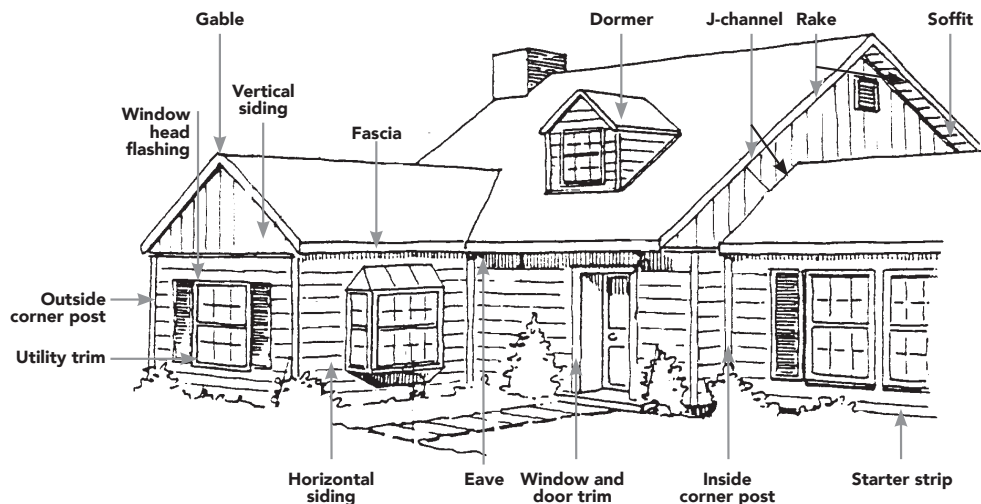 Gable
Dormer
J-channel
Rake
Soffit
Window
head
flashing
Vertical
siding
Fascia
Outside
corner post
Utility trim
Horizontal
siding
Eave
Window and
door trim
Inside
corner post
Starter strip